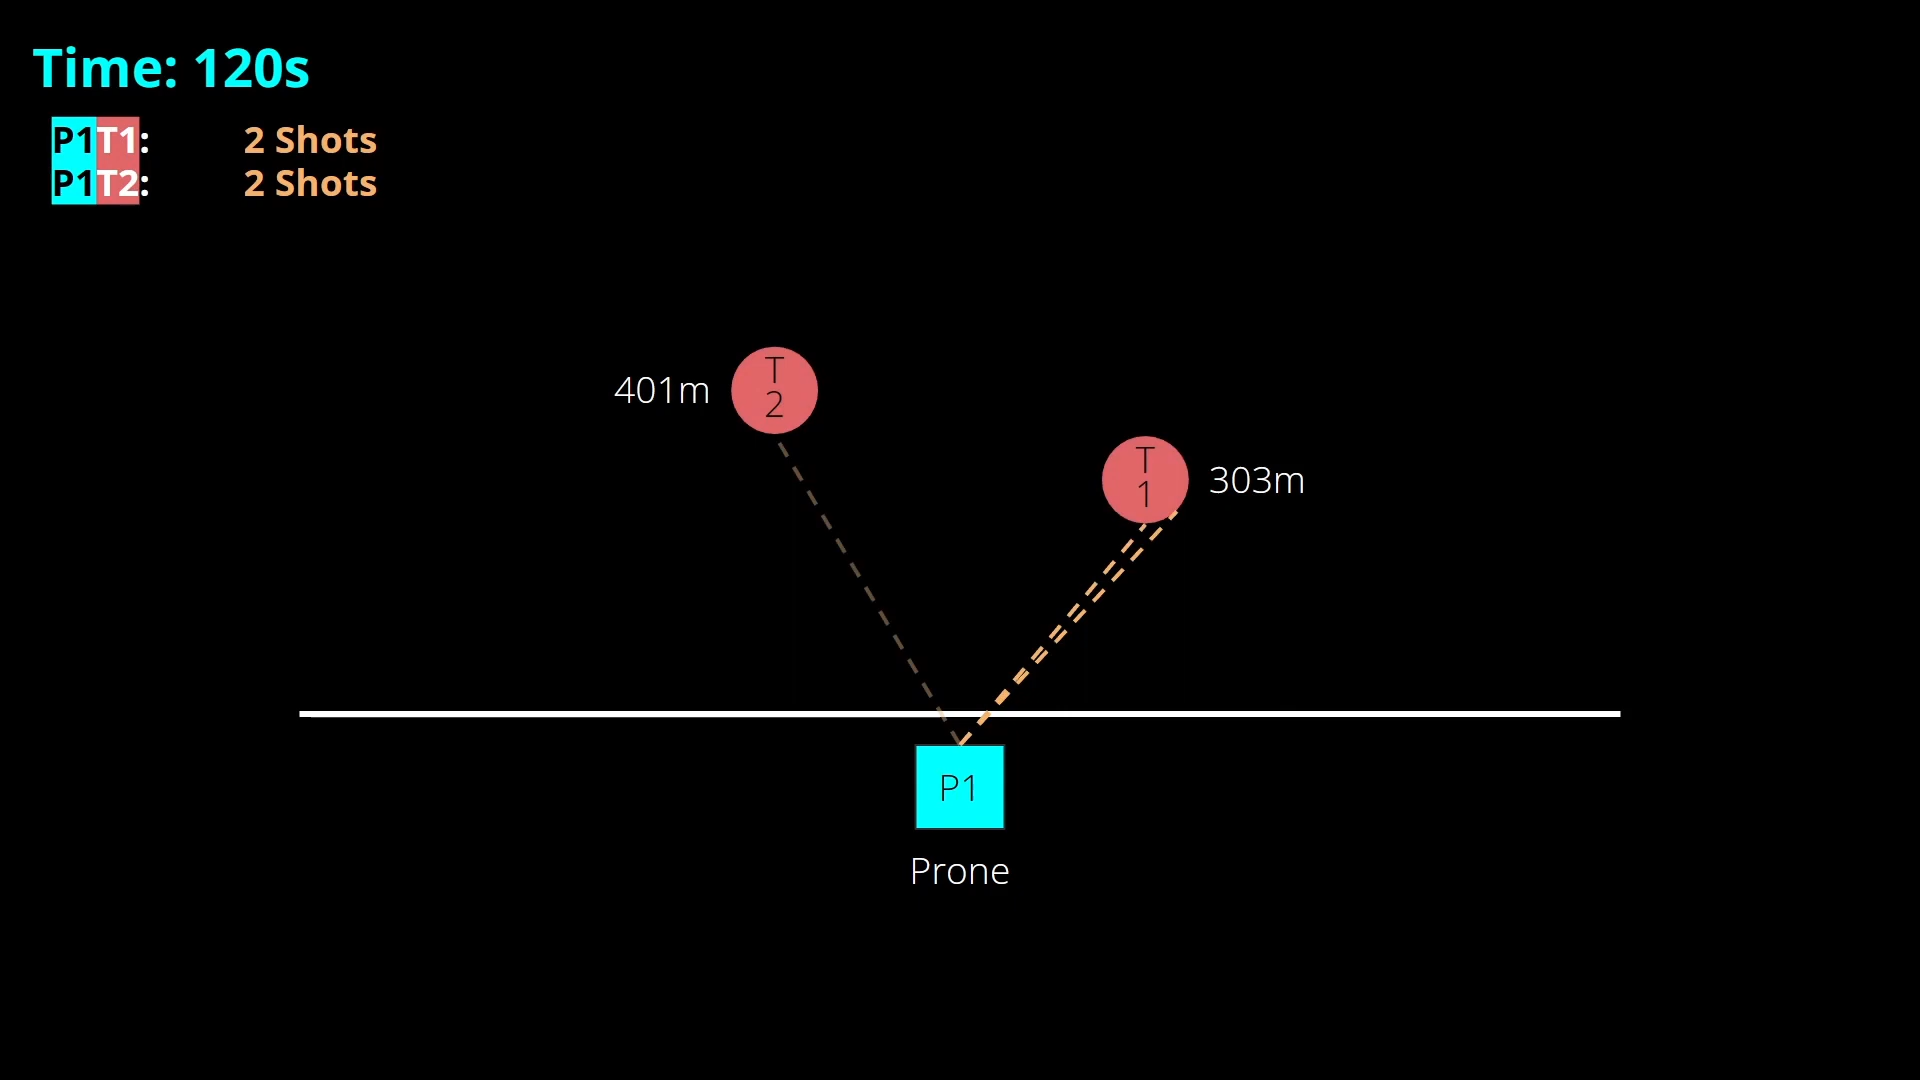 Time: 120s
P1T1: 2 Shots
P1T2: 2 Shots
401m
T
2
T
1
303m
P1
Prone